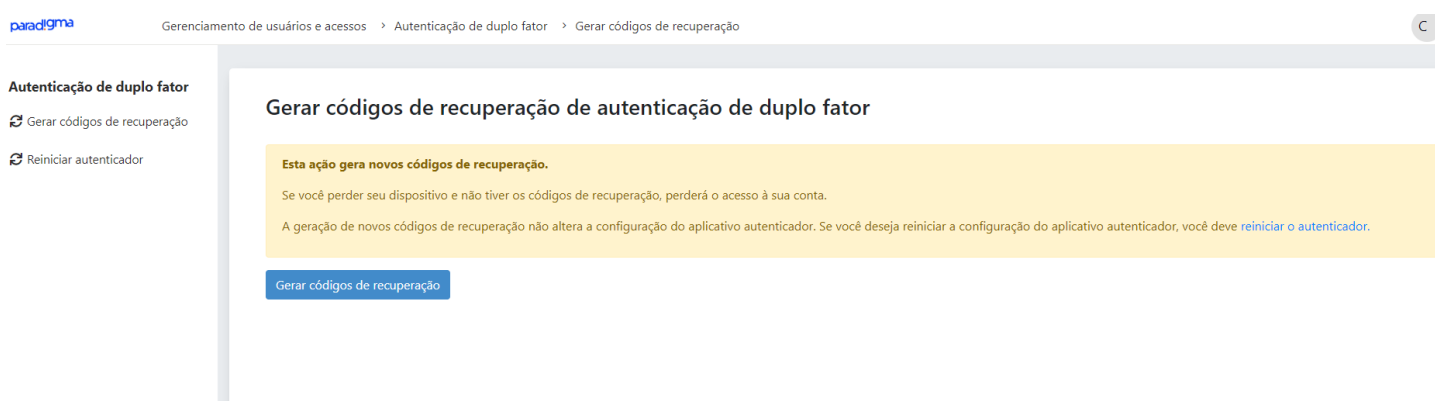 parad!gma
Gerenciamento de usuários e acessos > Autenticação de duplo fator > Gerar códigos de recuperação
C
Autenticação de duplo fator
Gerar códigos de recuperação
Reiniciar autenticador
Gerar códigos de recuperação de autenticação de duplo fator
Esta ação gera novos códigos de recuperação.
Se você perder seu dispositivo e não tiver os códigos de recuperação, perderá o acesso à sua conta.
A geração de novos códigos de recuperação não altera a configuração do aplicativo autenticador. Se você deseja reiniciar a configuração do aplicativo autenticador, você deve reiniciar o autenticador.
Gerar códigos de recuperação